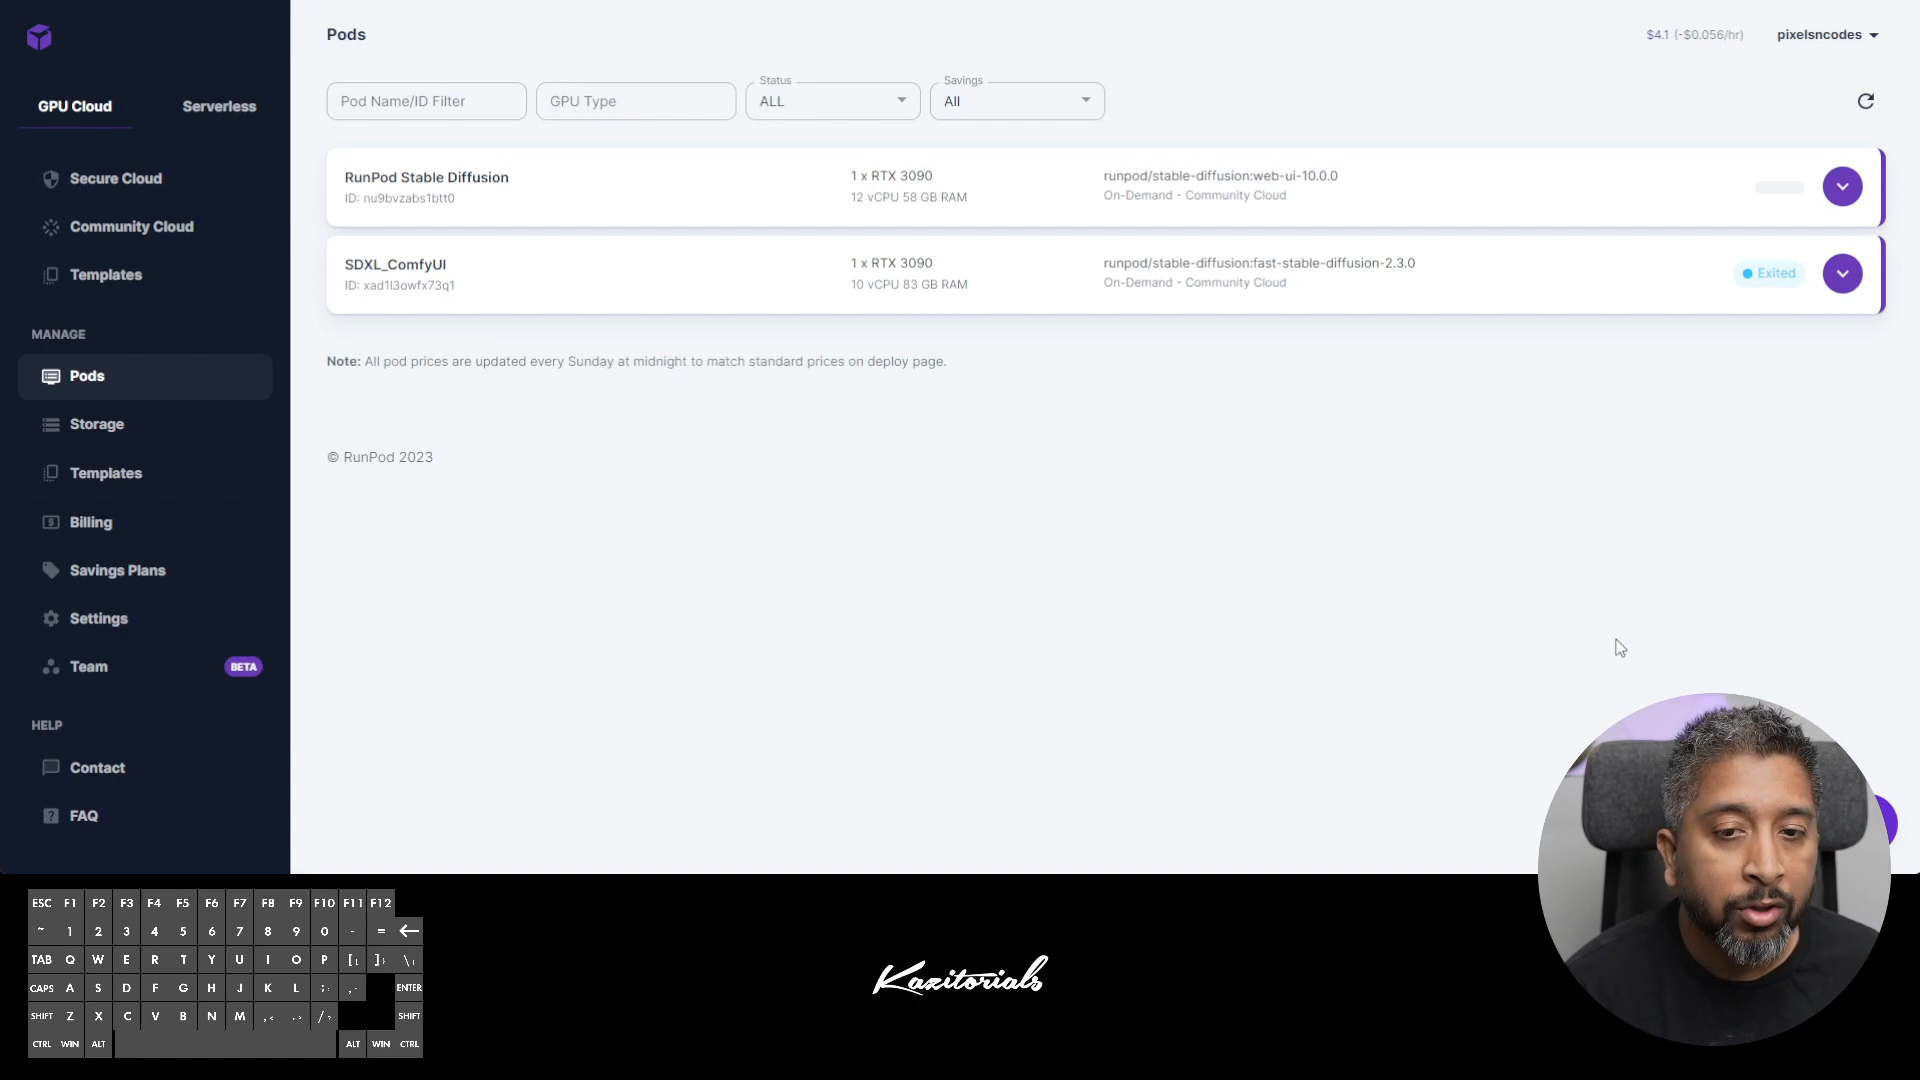 Pods
$4.1 (-$0.056/hr)
pixelsncodes
GPU Cloud
Serverless
Secure Cloud
Community Cloud
Templates
MANAGE
Pods
Storage
Templates
Billing
Savings Plans
Settings
Team
BETA
HELP
Contact
FAQ
Pod Name/ID Filter
GPU Type
Status
ALL
Savings
All
RunPod Stable Diffusion
ID: nu9bvzabs1btt0
1 x RTX 3090
12 vCPU 58 GB RAM
runpod/stable-diffusion:web-ui-10.0.0
On-Demand - Community Cloud
SDXL_ComfyUI
ID: xad1l3owfx73q1
1 x RTX 3090
10 vCPU 83 GB RAM
runpod/stable-diffusion:fast-stable-diffusion-2.3.0
On-Demand - Community Cloud
Exited
Note: All pod prices are updated every Sunday at midnight to match standard prices on deploy page.
© RunPod 2023
ESC F1 F2 F3 F4 F5 F6 F7 F8 F9 F10 F11 F12
~ 1 2 3 4 5 6 7 8 9 0 - =
TAB Q W E R T Y U I O P [ ] \
CAPS A S D F G H J K L ; ENTER
SHIFT Z X C V B N M , . / SHIFT
CTRL WIN ALT ALT WIN CTRL
Kazitorials